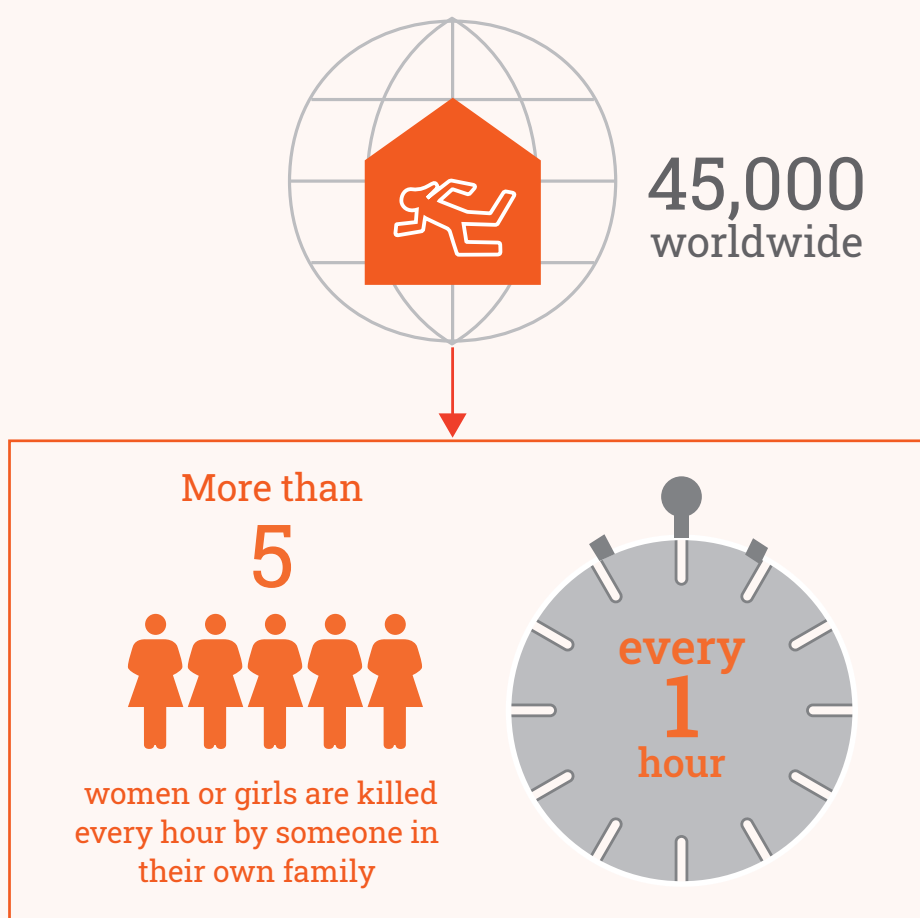 45,000
worldwide
More than
5
women or girls are killed
every hour by someone in
their own family
every
1
hour